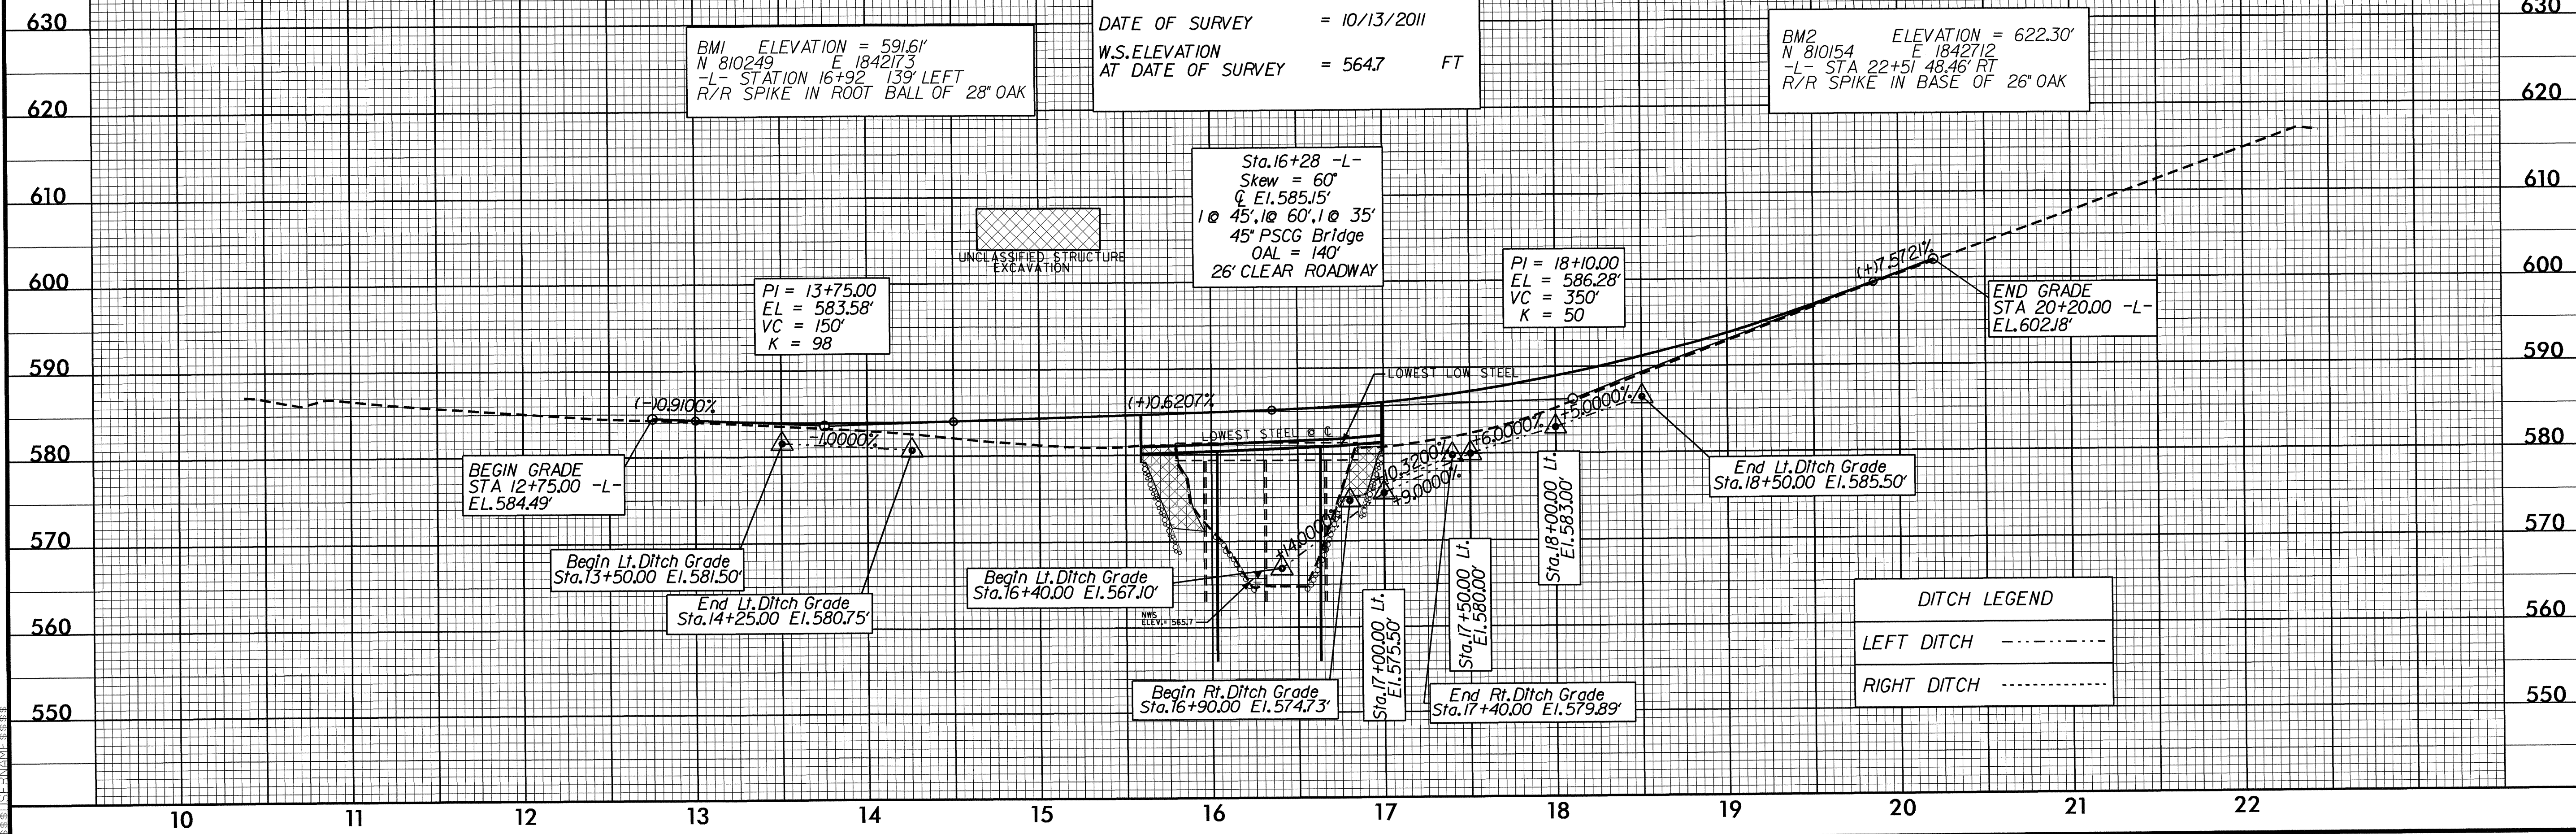 630
620
610
600
590
580
570
560
550
BM1 ELEVATION = 591.61'
N 810249 E 1842173
-L- STATION 16+92 139' LEFT
R/R SPIKE IN ROOT BALL OF 28" OAK
DATE OF SURVEY = 10/13/2011
W.S.ELEVATION
AT DATE OF SURVEY = 564.7 FT
BM2 ELEVATION = 622.30'
N 810154 E 1842712
-L- STA 22+51 48.46' RT
R/R SPIKE IN BASE OF 26" OAK
630
620
610
600
590
580
570
560
550
UNCLASSIFIED STRUCTURE
EXCAVATION
Sta.16+28 -L-
Skew = 60°
℄ El.585.15'
1 @ 45',1@ 60',1 @ 35'
45" PSCG Bridge
OAL = 140'
26' CLEAR ROADWAY
PI = 13+75.00
EL = 583.58'
VC = 150'
K = 98
PI = 18+10.00
EL = 586.28'
VC = 350'
K = 50
(+)7.5721%
END GRADE
STA 20+20.00 -L-
EL.602.18'
(-)0.9100%
(+)0.6207%
LOWEST LOW STEEL
LOWEST STEEL @ ℄
-1.0000%
+14.0000%
+10.3200%
+9.0000%
+6.0000%
+5.0000%
BEGIN GRADE
STA 12+75.00 -L-
EL.584.49'
Begin Lt.Ditch Grade
Sta.13+50.00 El.581.50'
End Lt.Ditch Grade
Sta.14+25.00 El.580.75'
Begin Lt.Ditch Grade
Sta.16+40.00 El.567.10'
NWS
ELEV.= 565.7
Begin Rt.Ditch Grade
Sta.16+90.00 El.574.73'
Sta.17+00.00 Lt.
El.575.50'
End Rt.Ditch Grade
Sta.17+40.00 El.579.89'
Sta.17+50.00 Lt.
El.580.00'
Sta.18+00.00 Lt.
El.583.00'
End Lt.Ditch Grade
Sta.18+50.00 El.585.50'
DITCH LEGEND
LEFT DITCH
RIGHT DITCH
10 11 12 13 14 15 16 17 18 19 20 21 22